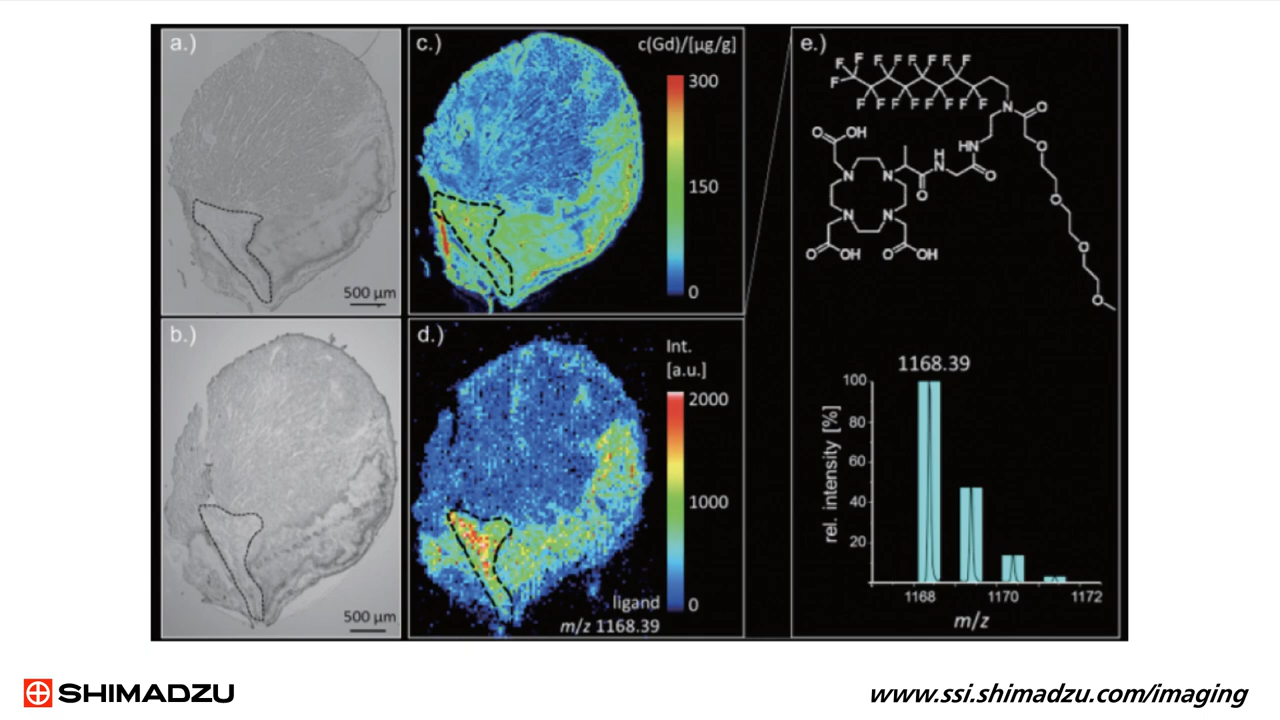 a.)
500 µm
b.)
500 µm
c.)
c(Gd)/[µg/g]
300
150
0
d.)
Int.
[a.u.]
2000
1000
0
ligand
m/z 1168.39
e.)
F F F F F F F F F
F
F F F F F F F F
N O
O
HN
O
O
O
O
O OH
H
N
O
N N
N N
O OH
O OH
1168.39
rel. intensity [%]
100
80
60
40
20
1168 1170 1172
m/z
SHIMADZU
www.ssi.shimadzu.com/imaging